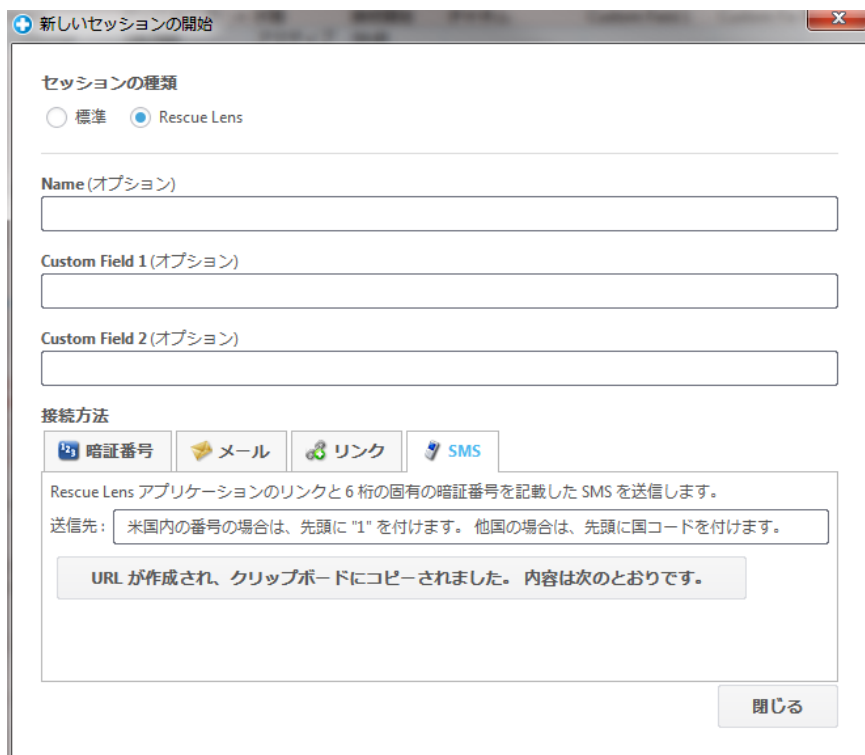 新しいセッションの開始
セッションの種類
標準 Rescue Lens
Name (オプション)
Custom Field 1 (オプション)
Custom Field 2 (オプション)
接続方法
暗証番号 メール リンク SMS
Rescue Lens アプリケーションのリンクと 6 桁の固有の暗証番号を記載した SMS を送信します。
送信先 : 米国内の番号の場合は、先頭に "1" を付けます。 他国の場合は、先頭に国コードを付けます。
URL が作成され、クリップボードにコピーされました。 内容は次のとおりです。
閉じる